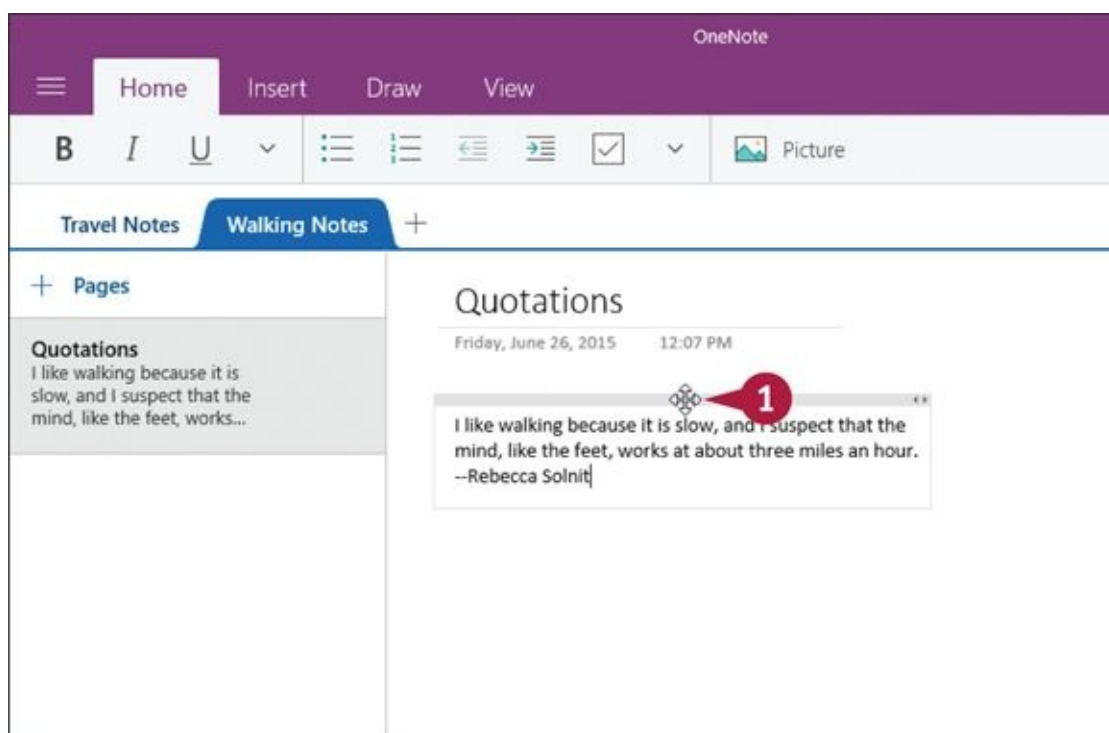 OneNote
Home Insert Draw View
B I U Picture
Travel Notes Walking Notes +
+ Pages
Quotations
I like walking because it is
slow, and I suspect that the
mind, like the feet, works...
Quotations
Friday, June 26, 2015 12:07 PM
1
I like walking because it is slow, and I suspect that the
mind, like the feet, works at about three miles an hour.
--Rebecca Solnit